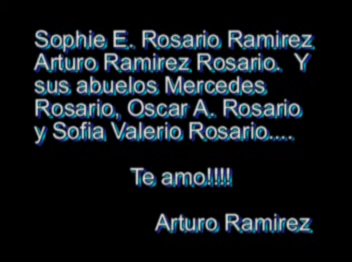 Sophie E. Rosario Ramirez
Arturo Ramirez Rosario. Y
sus abuelos Mercedes
Rosario, Oscar A. Rosario
y Sofia Valerio Rosario....
Te amo!!!!
Arturo Ramirez